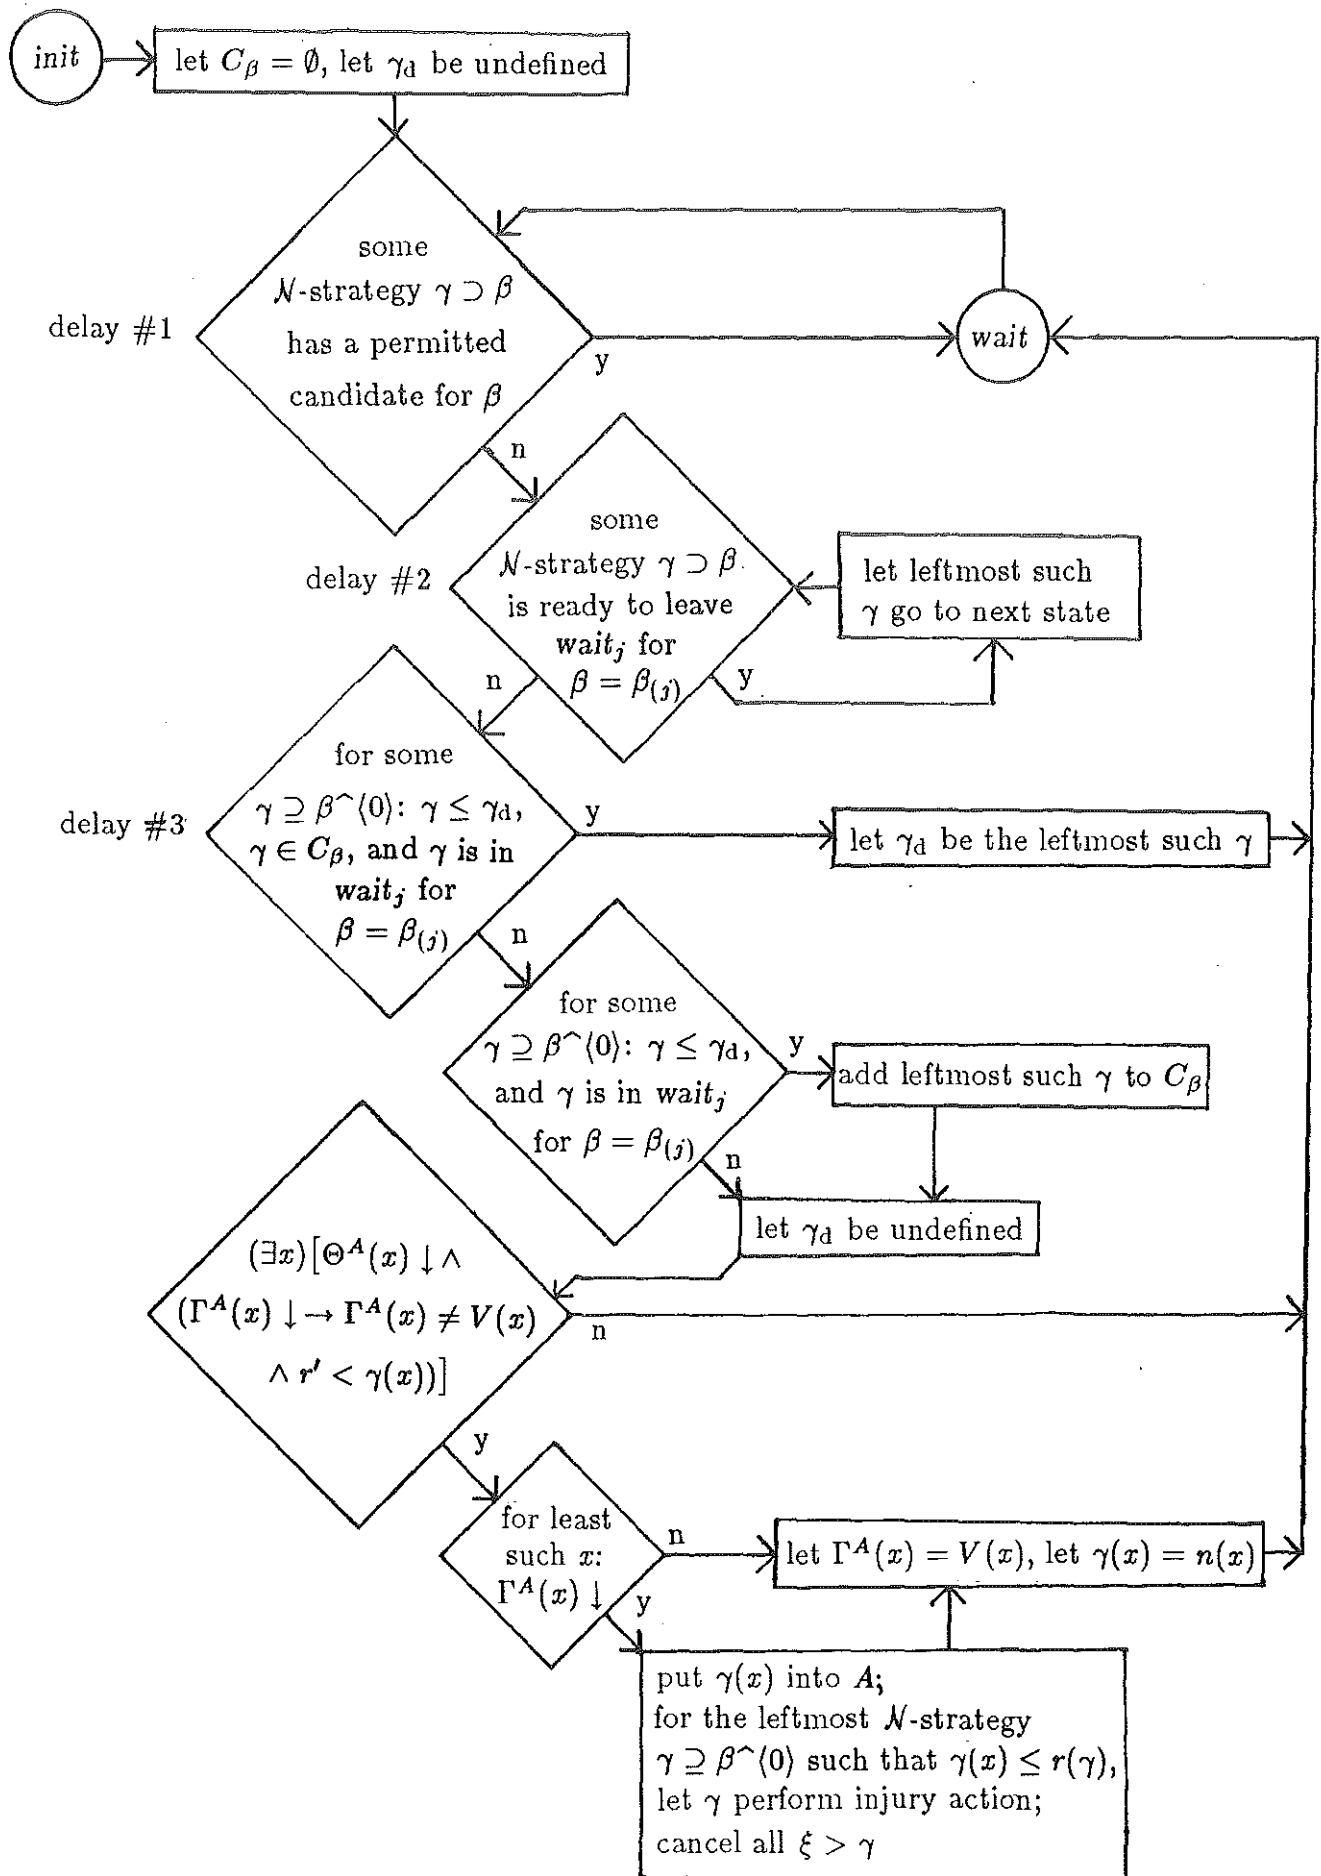 init
let C_β = ∅, let γ_d be undefined
some
𝒩-strategy γ ⊃ β
has a permitted
candidate for β
delay #1
y
wait
n
some
𝒩-strategy γ ⊃ β
is ready to leave
wait_j for
β = β_(j)
delay #2
let leftmost such
γ go to next state
y
n
for some
γ ⊇ β^⟨0⟩: γ ≤ γ_d,
γ ∈ C_β, and γ is in
wait_j for
β = β_(j)
delay #3
y
let γ_d be the leftmost such γ
n
for some
γ ⊇ β^⟨0⟩: γ ≤ γ_d,
and γ is in wait_j
for β = β_(j)
y
add leftmost such γ to C_β
n
let γ_d be undefined
(∃x)[Θ^A(x) ↓ ∧
(Γ^A(x) ↓ → Γ^A(x) ≠ V(x)
∧ r′ < γ(x))]
n
y
for least
such x:
Γ^A(x) ↓
n
let Γ^A(x) = V(x), let γ(x) = n(x)
y
put γ(x) into A;
for the leftmost 𝒩-strategy
γ ⊇ β^⟨0⟩ such that γ(x) ≤ r(γ),
let γ perform injury action;
cancel all ξ > γ